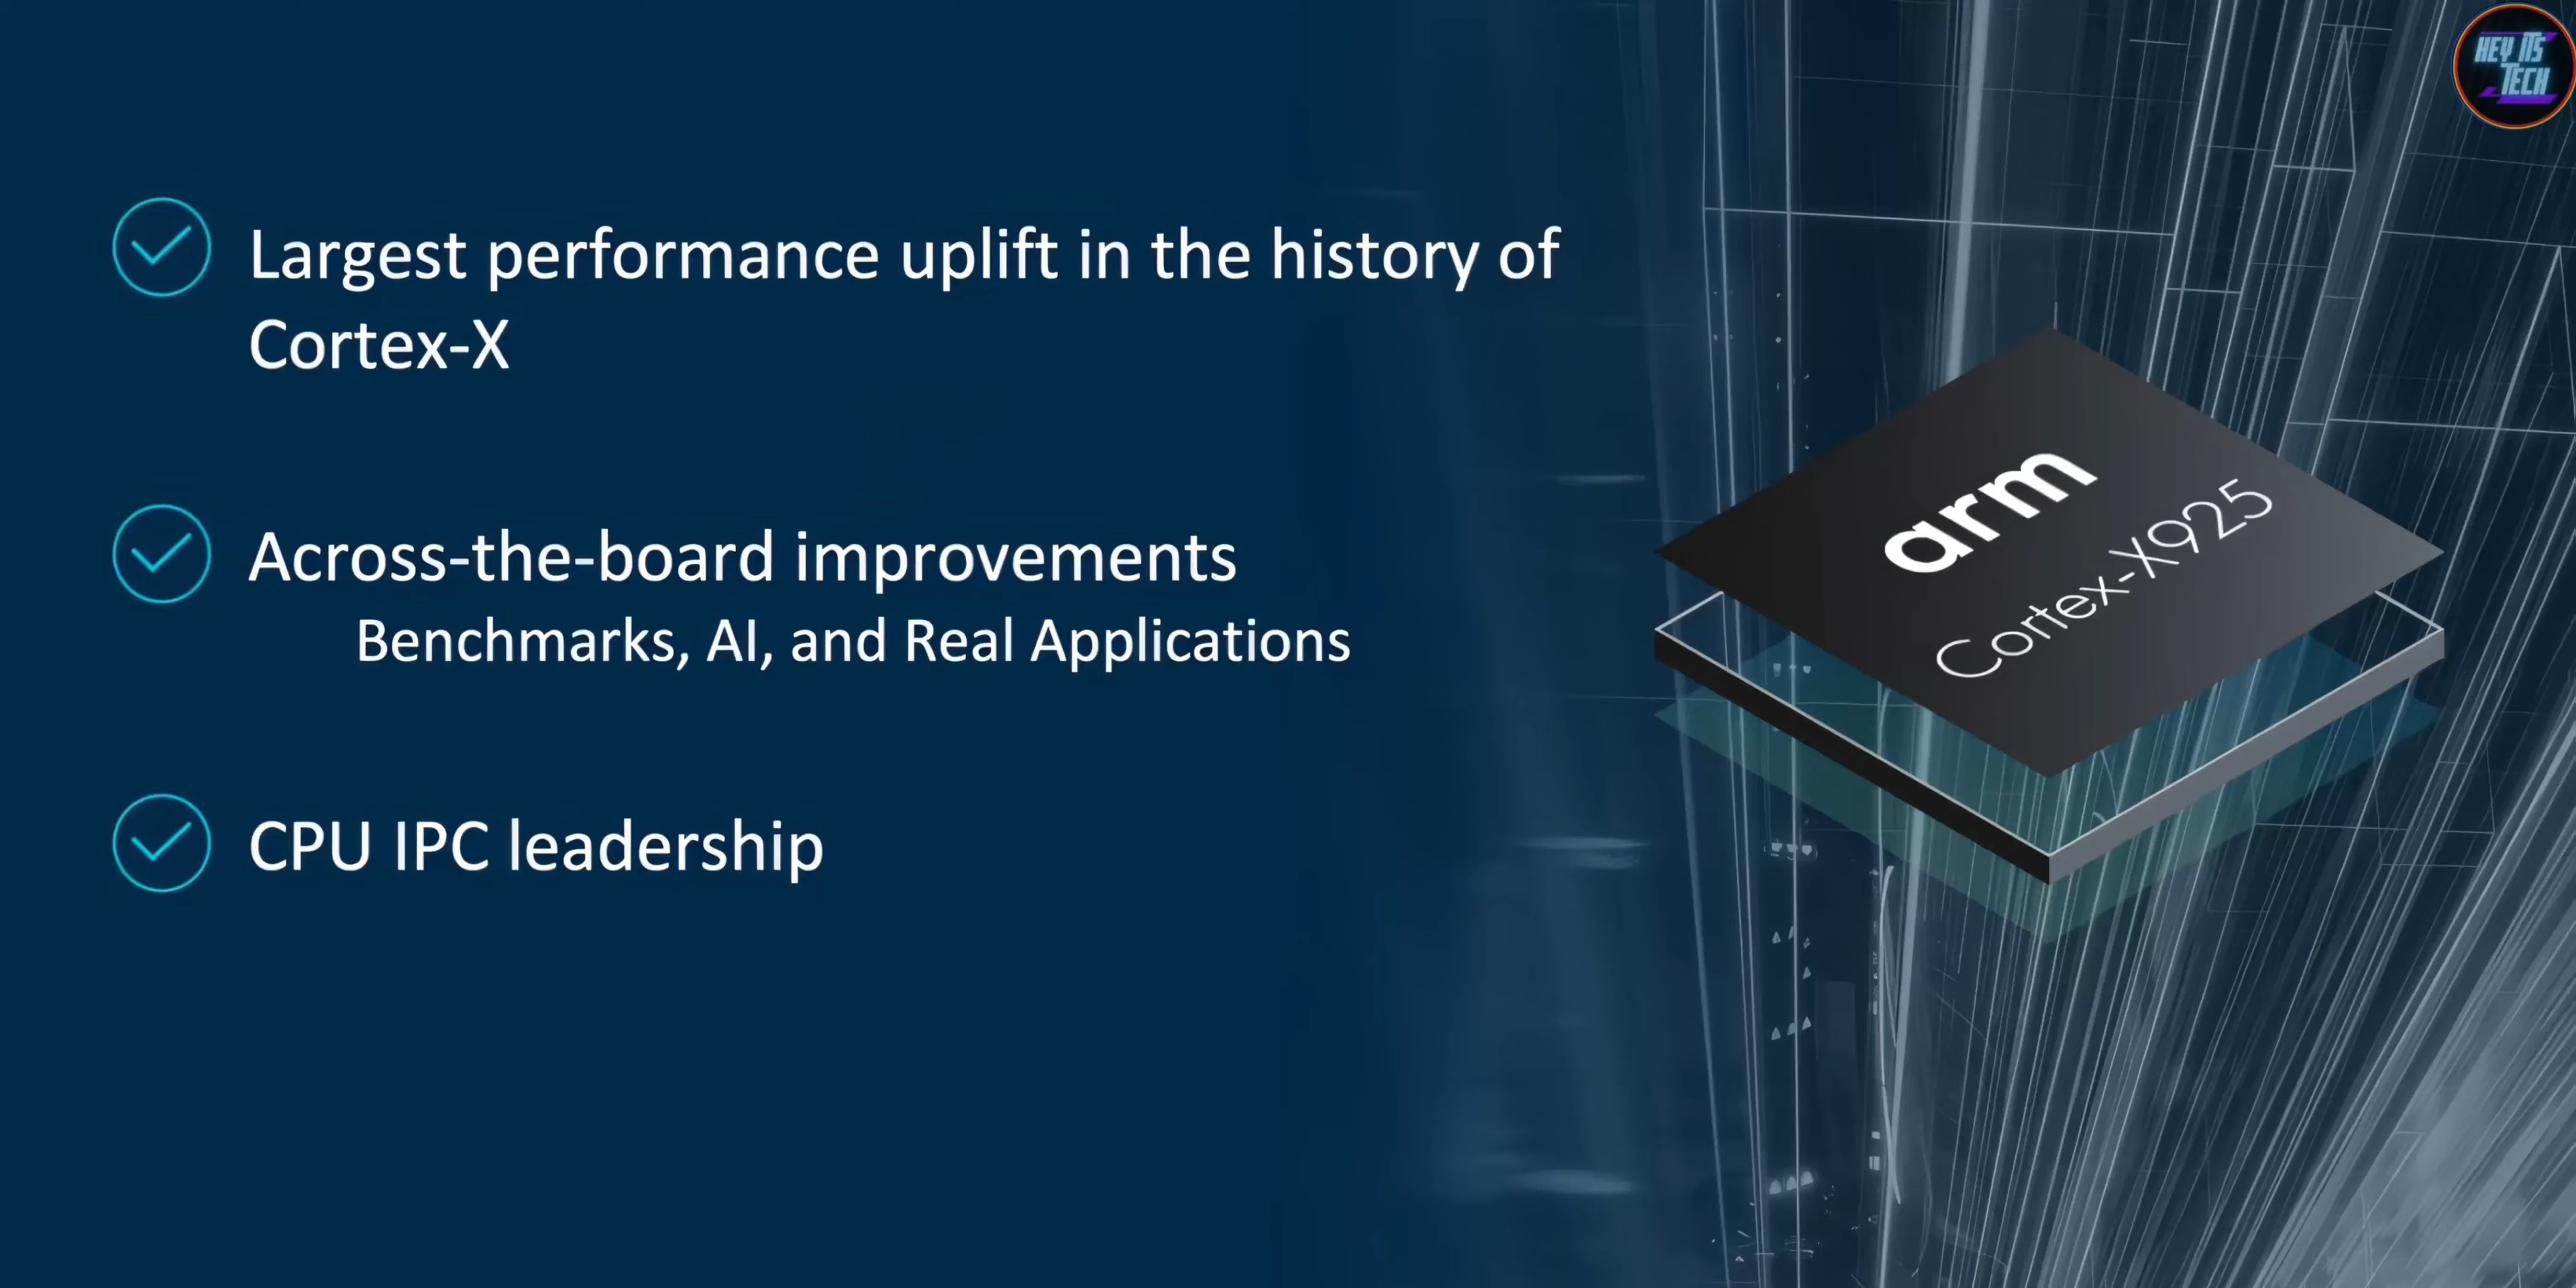 HEY ITS
TECH
Largest performance uplift in the history of
Cortex-X
Across-the-board improvements
Benchmarks, AI, and Real Applications
CPU IPC leadership
arm
Cortex-X925